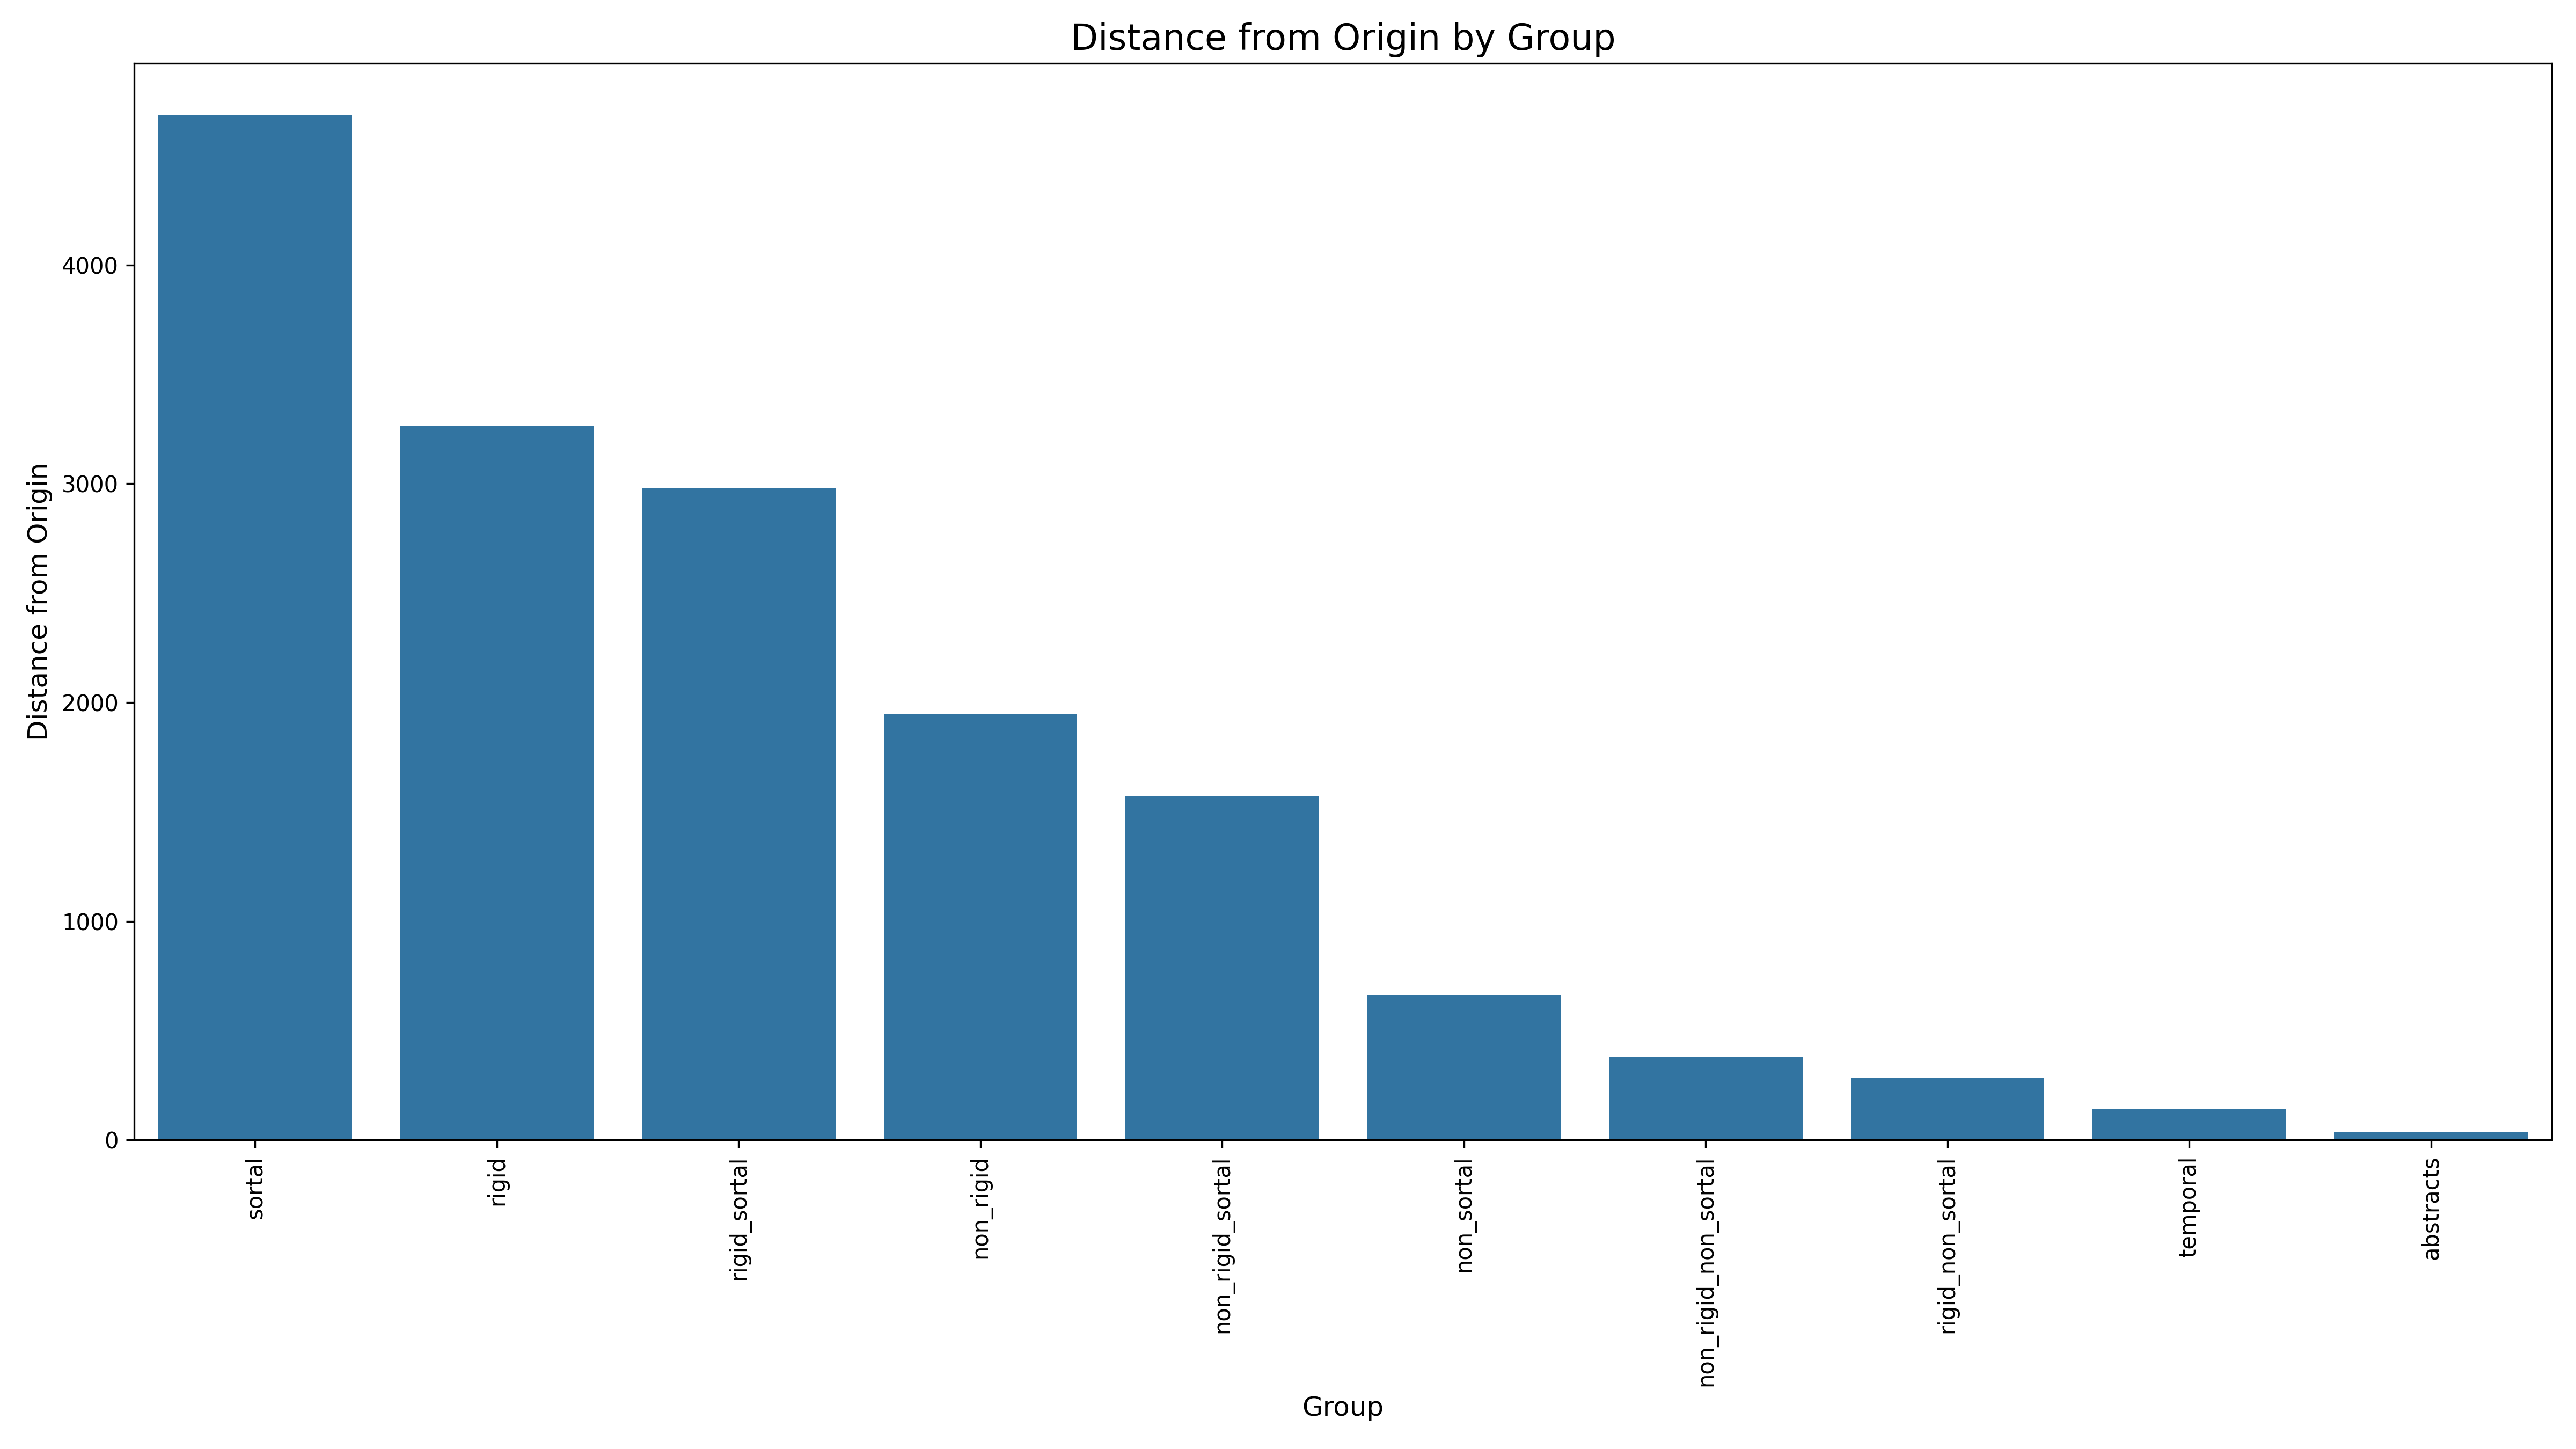 Distance from Origin by Group
Distance from Origin
4000
3000
2000
1000
0
sortal
rigid
rigid_sortal
non_rigid
non_rigid_sortal
non_sortal
non_rigid_non_sortal
rigid_non_sortal
temporal
abstracts
Group